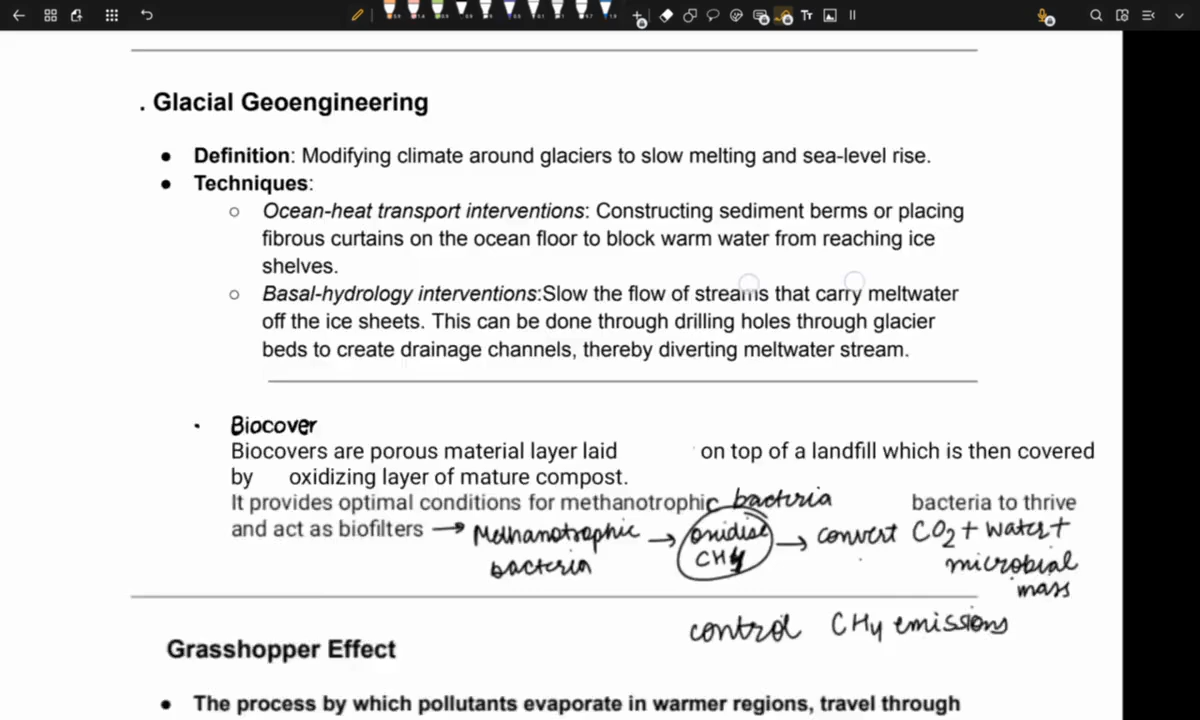 . Glacial Geoengineering
● Definition: Modifying climate around glaciers to slow melting and sea-level rise.
● Techniques:
○ Ocean-heat transport interventions: Constructing sediment berms or placing
fibrous curtains on the ocean floor to block warm water from reaching ice
shelves.
○ Basal-hydrology interventions:Slow the flow of streams that carry meltwater
off the ice sheets. This can be done through drilling holes through glacier
beds to create drainage channels, thereby diverting meltwater stream.
· Biocover
Biocovers are porous material layer laid on top of a landfill which is then covered
by oxidizing layer of mature compost.
It provides optimal conditions for methanotrophic bacteria bacteria to thrive
and act as biofilters → Methanotrophic bacteria → oxidise CH4 → convert CO2 + water + microbial mass
control CH4 emissions
Grasshopper Effect
● The process by which pollutants evaporate in warmer regions, travel through